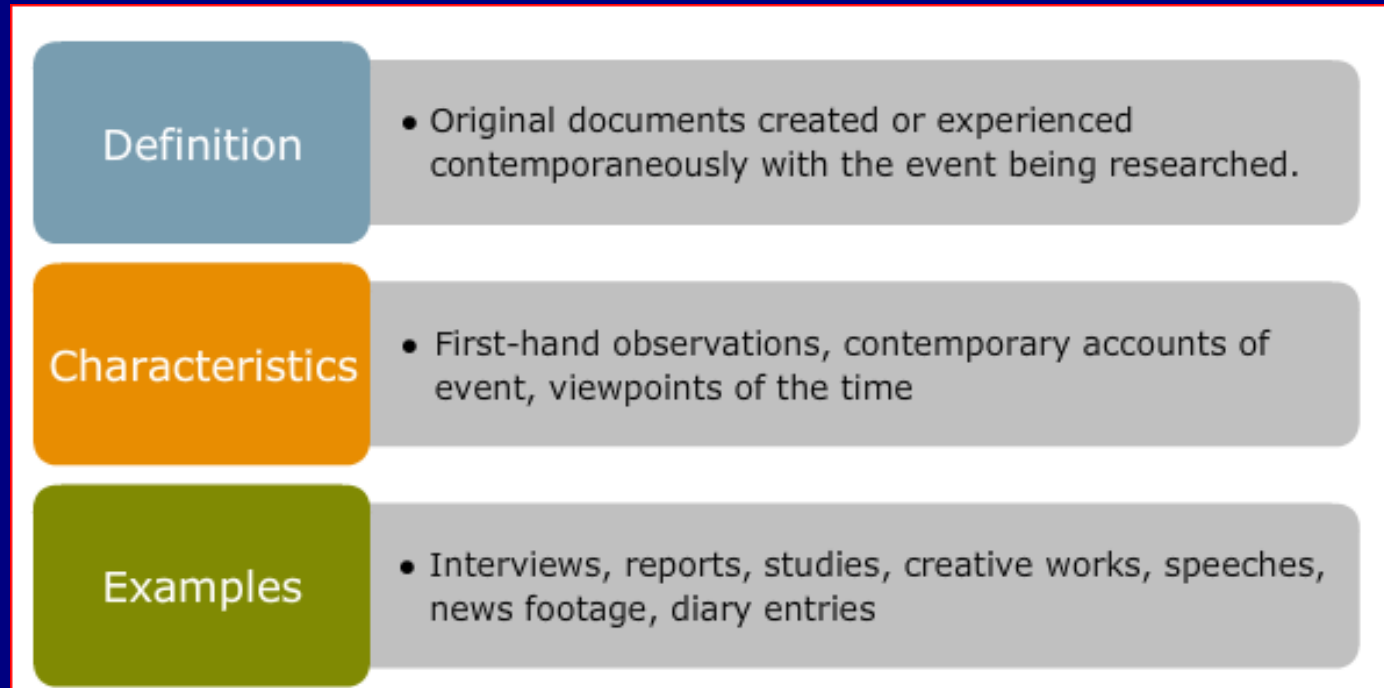 Definition
• Original documents created or experienced
contemporaneously with the event being researched.
Characteristics
• First-hand observations, contemporary accounts of
event, viewpoints of the time
Examples
• Interviews, reports, studies, creative works, speeches,
news footage, diary entries